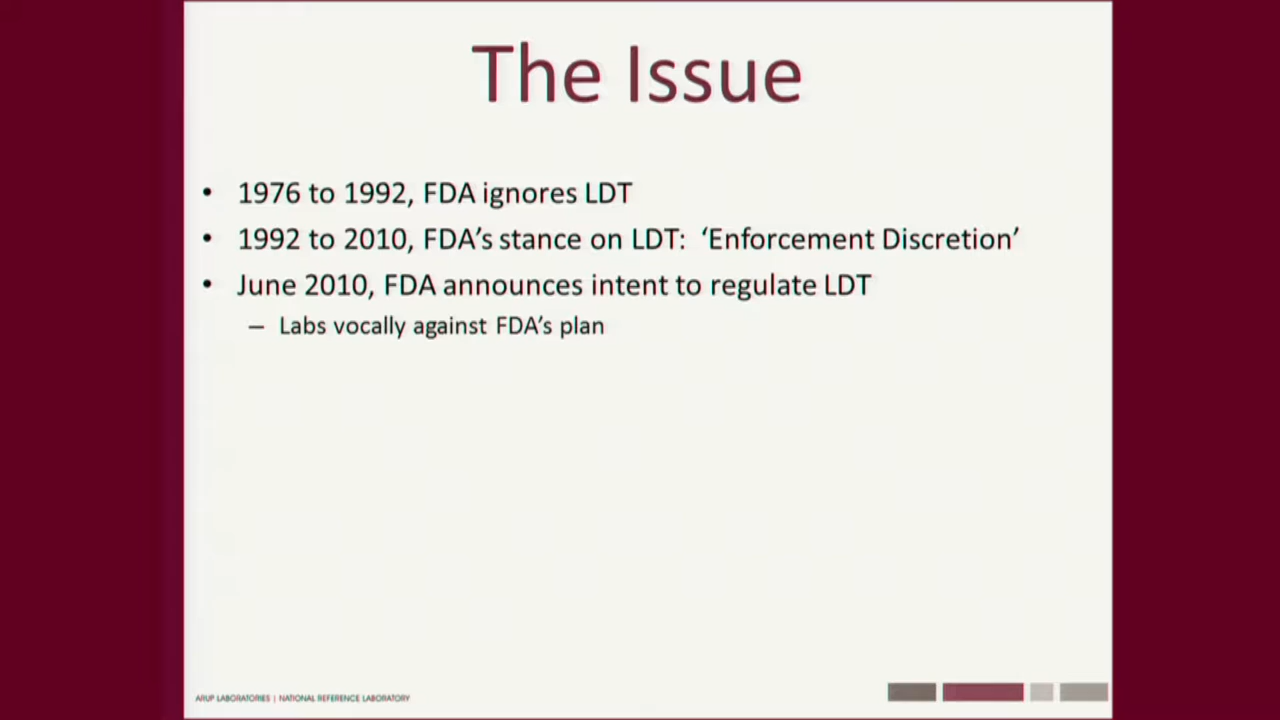 The Issue
• 1976 to 1992, FDA ignores LDT
• 1992 to 2010, FDA’s stance on LDT: ‘Enforcement Discretion’
• June 2010, FDA announces intent to regulate LDT
– Labs vocally against FDA’s plan
ARUP LABORATORIES | NATIONAL REFERENCE LABORATORY